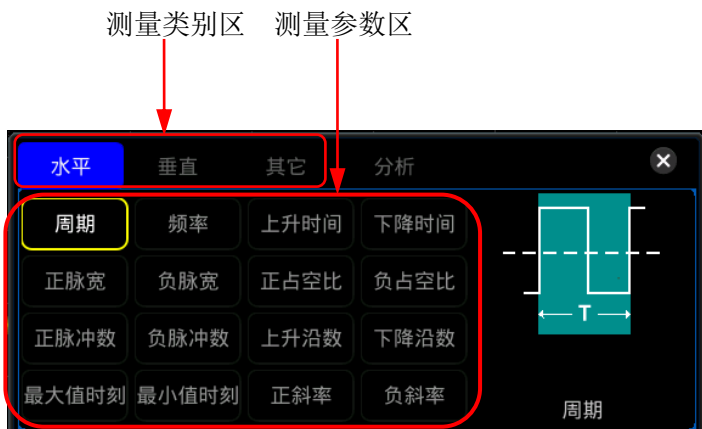 测量类别区 测量参数区
水平 垂直 其它 分析
周期 频率 上升时间 下降时间
正脉宽 负脉宽 正占空比 负占空比
正脉冲数 负脉冲数 上升沿数 下降沿数
最大值时刻 最小值时刻 正斜率 负斜率
T
周期